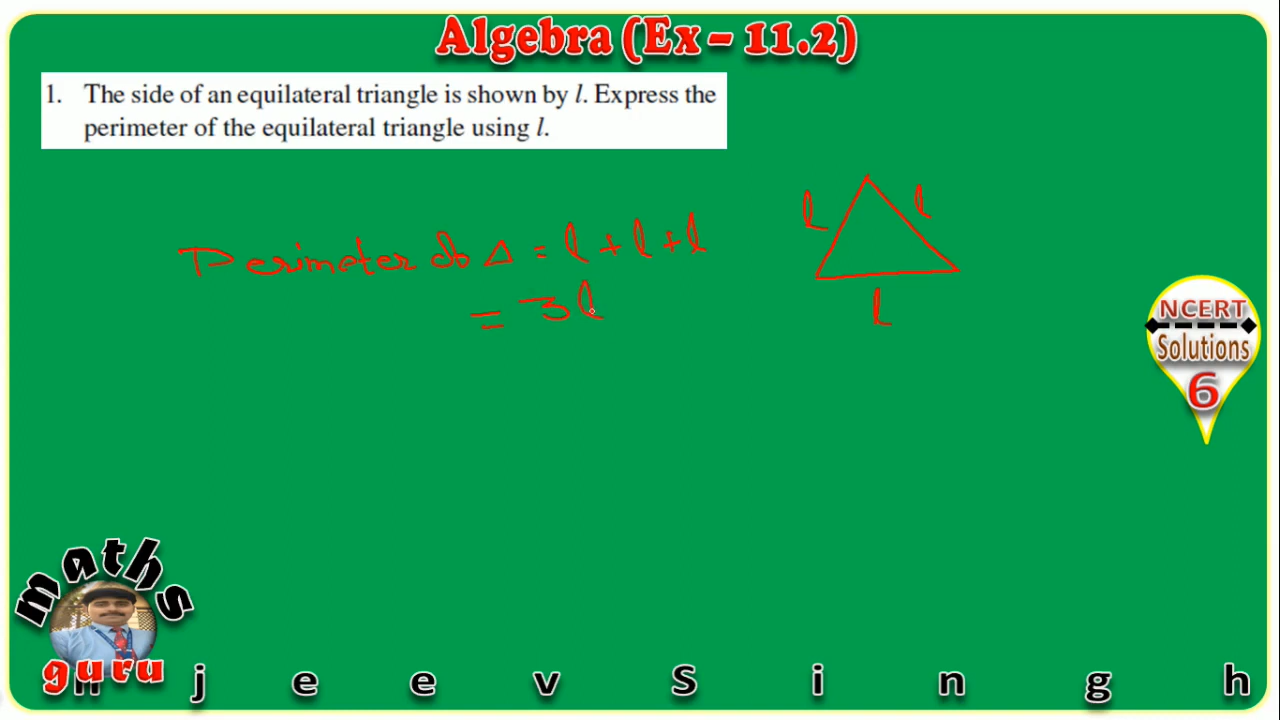 Algebra (Ex – 11.2)
1. The side of an equilateral triangle is shown by l. Express the
perimeter of the equilateral triangle using l.
Perimeter of Δ = l + l + l
= 3l
l
l
l
NCERT
Solutions
6
maths
guru
n j e e v S i n g h